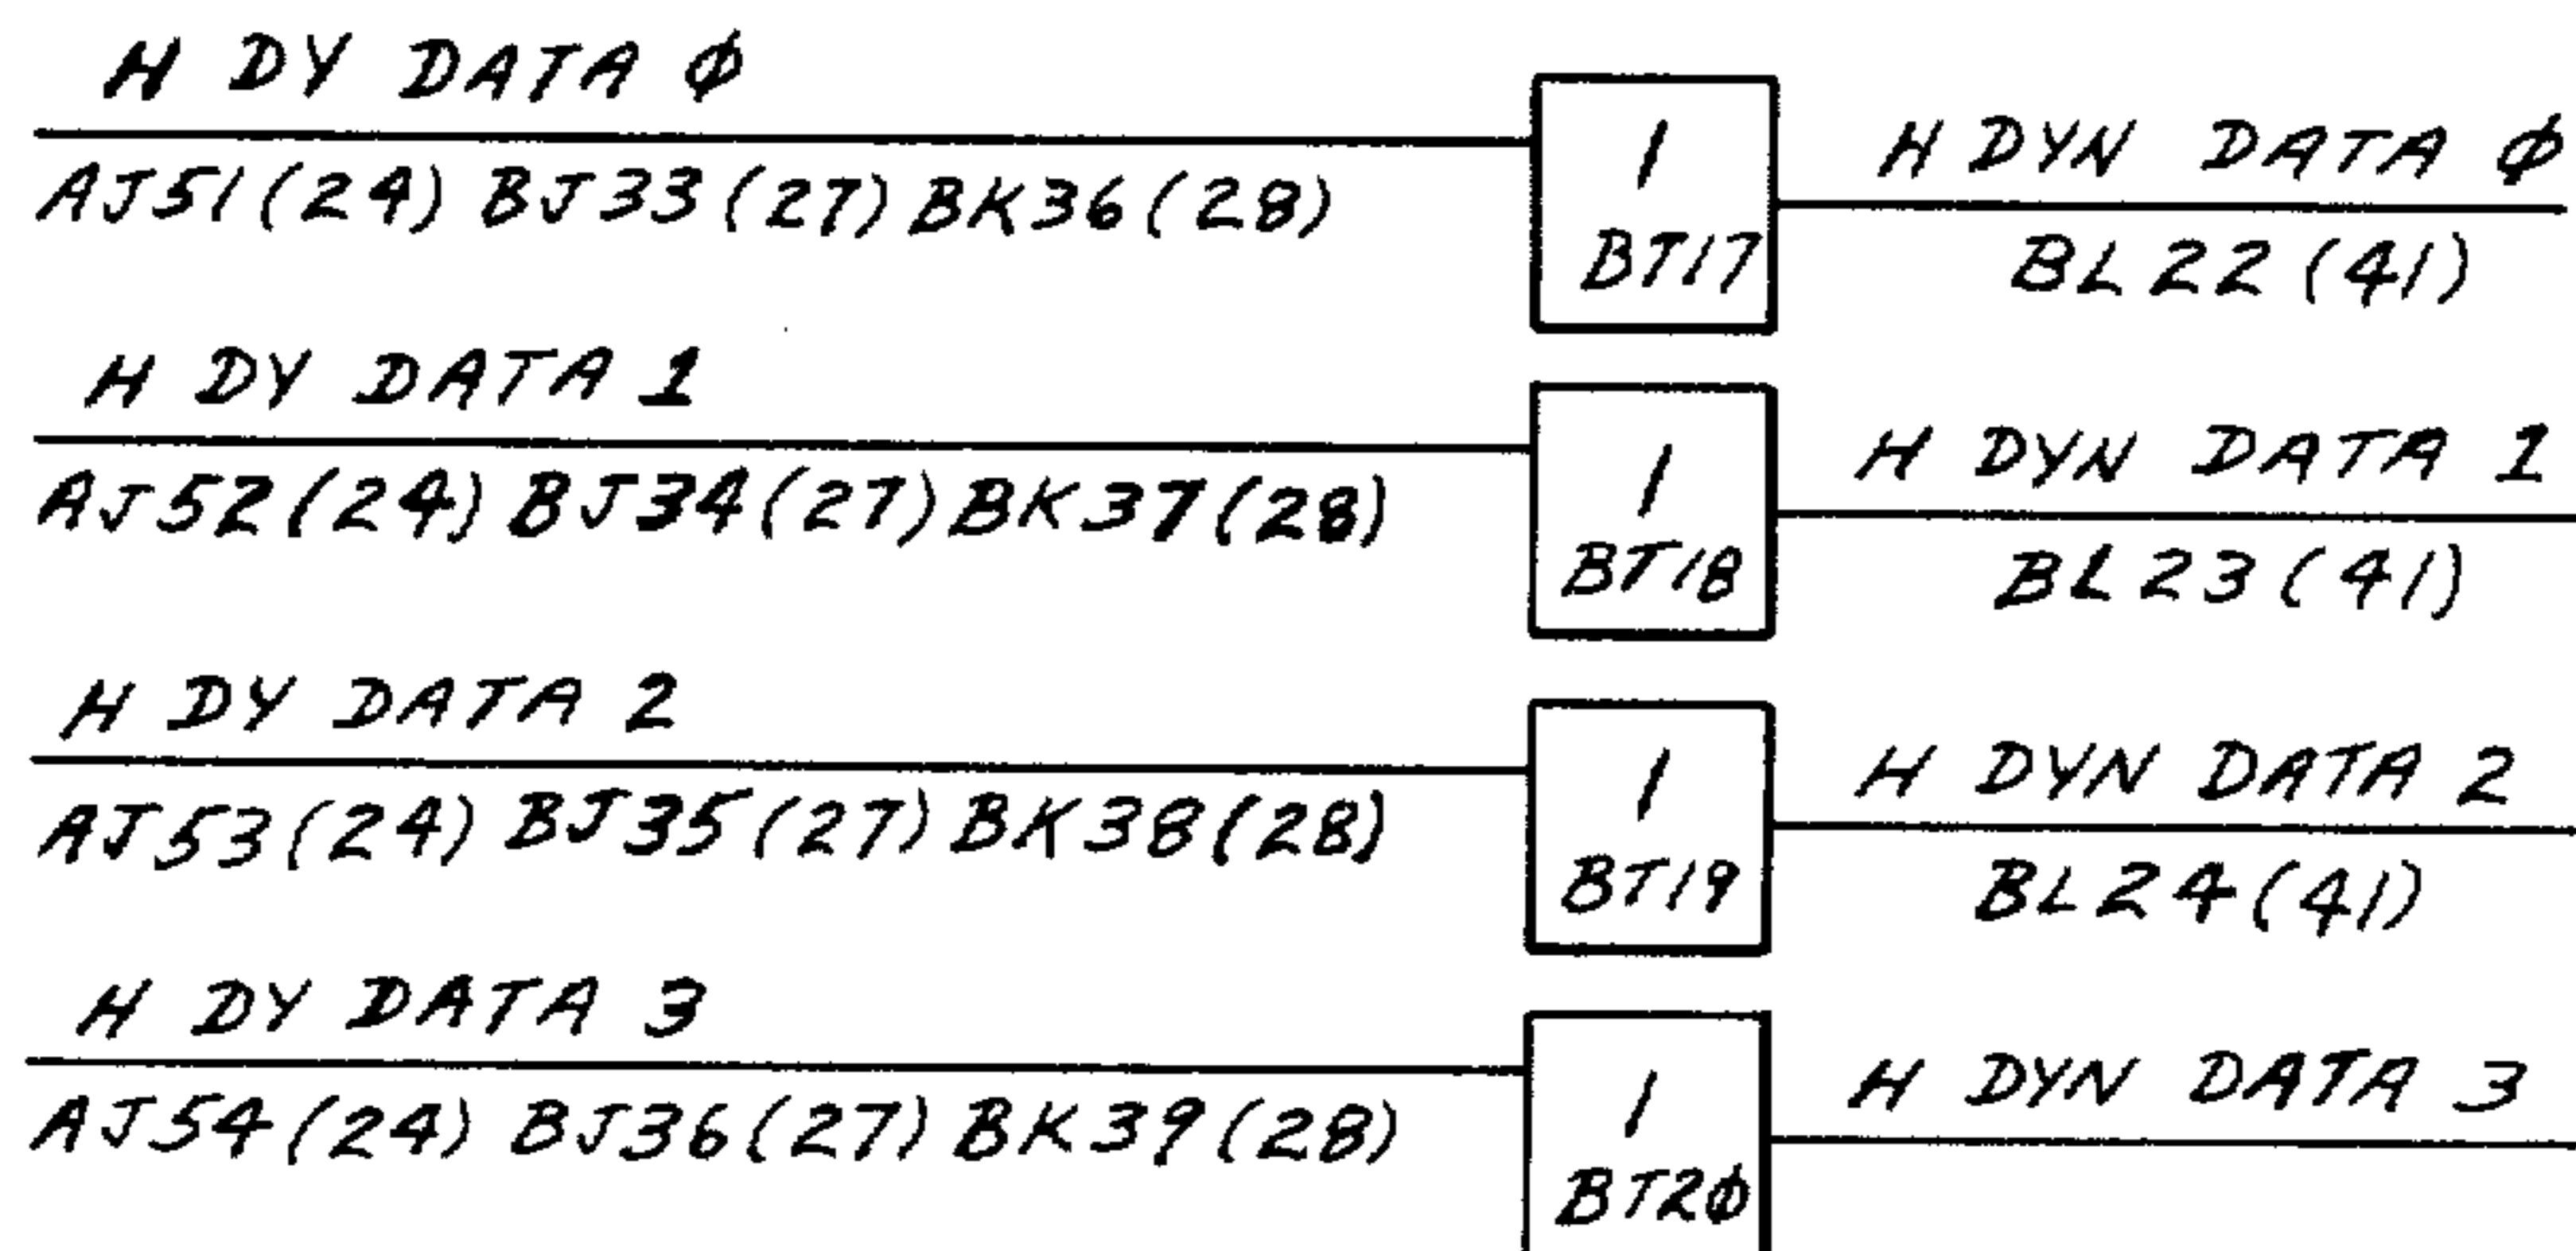 H DY DATA Ø
AJ51(24) BJ33(27) BK36(28)
1
BT17
H DYN DATA Ø
BL22(41)
H DY DATA 1
AJ52(24) BJ34(27) BK37(28)
1
BT18
H DYN DATA 1
BL23(41)
H DY DATA 2
AJ53(24) BJ35(27) BK38(28)
1
BT19
H DYN DATA 2
BL24(41)
H DY DATA 3
AJ54(24) BJ36(27) BK39(28)
1
BT2Ø
H DYN DATA 3